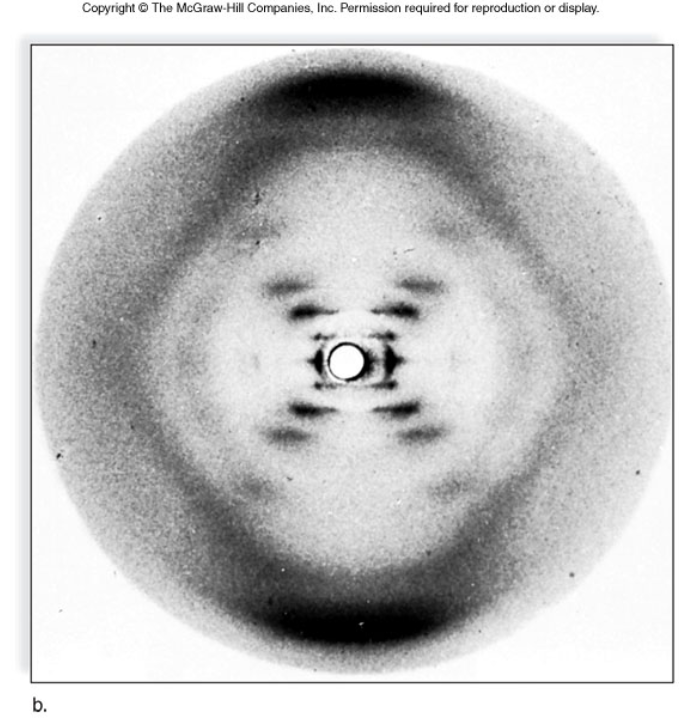 Copyright © The McGraw-Hill Companies, Inc. Permission required for reproduction or display.
b.